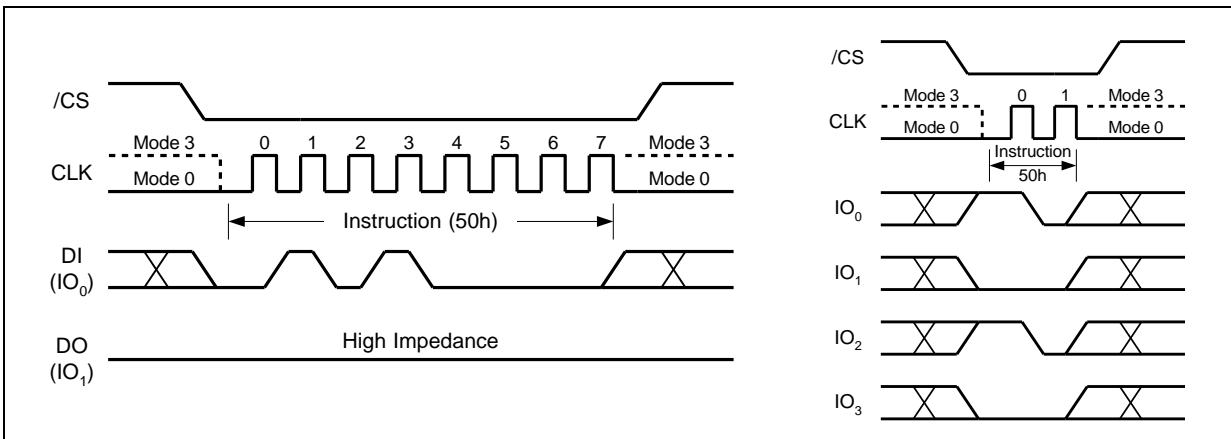 /CS
Mode 3 0 1 2 3 4 5 6 7 Mode 3
CLK Mode 0 Mode 0
Instruction (50h)
DI
(IO₀)
High Impedance
DO
(IO₁)
/CS
Mode 3 0 1 Mode 3
CLK Mode 0 Mode 0
Instruction
50h
IO₀
IO₁
IO₂
IO₃